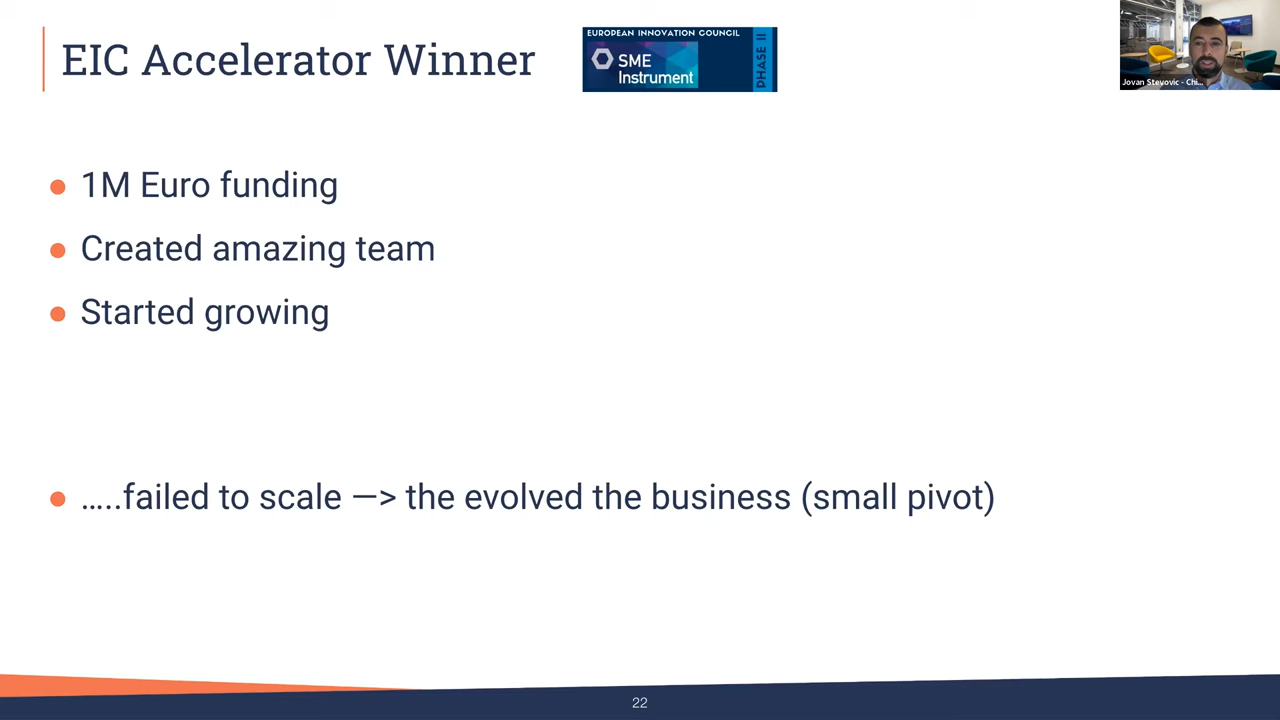 EIC Accelerator Winner
EUROPEAN INNOVATION COUNCIL
SME
Instrument
PHASE II
Jovan Stevovic - Chi...
1M Euro funding
Created amazing team
Started growing
.....failed to scale —> the evolved the business (small pivot)
22